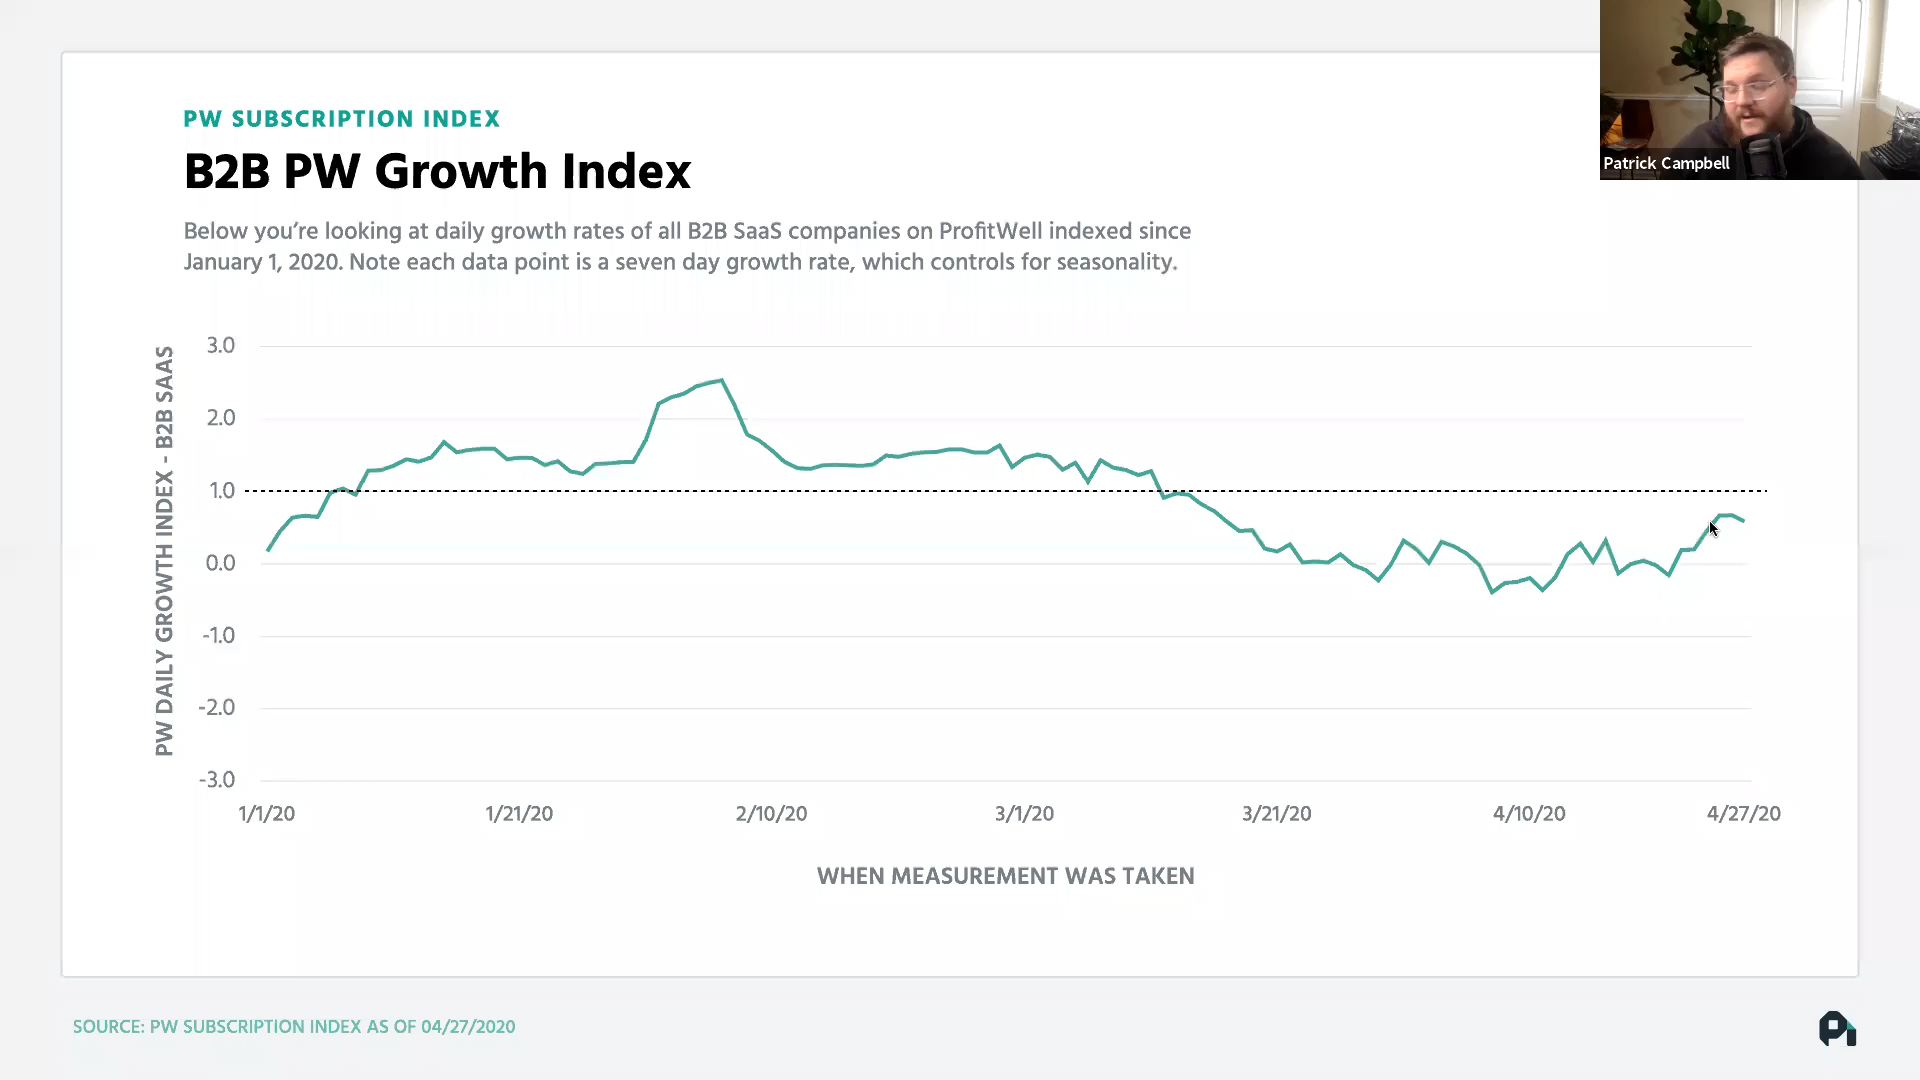 PW SUBSCRIPTION INDEX
B2B PW Growth Index
Below you’re looking at daily growth rates of all B2B SaaS companies on ProfitWell indexed since
January 1, 2020. Note each data point is a seven day growth rate, which controls for seasonality.
Patrick Campbell
PW DAILY GROWTH INDEX - B2B SAAS
3.0
2.0
1.0
0.0
-1.0
-2.0
-3.0
1/1/20 1/21/20 2/10/20 3/1/20 3/21/20 4/10/20 4/27/20
WHEN MEASUREMENT WAS TAKEN
SOURCE: PW SUBSCRIPTION INDEX AS OF 04/27/2020